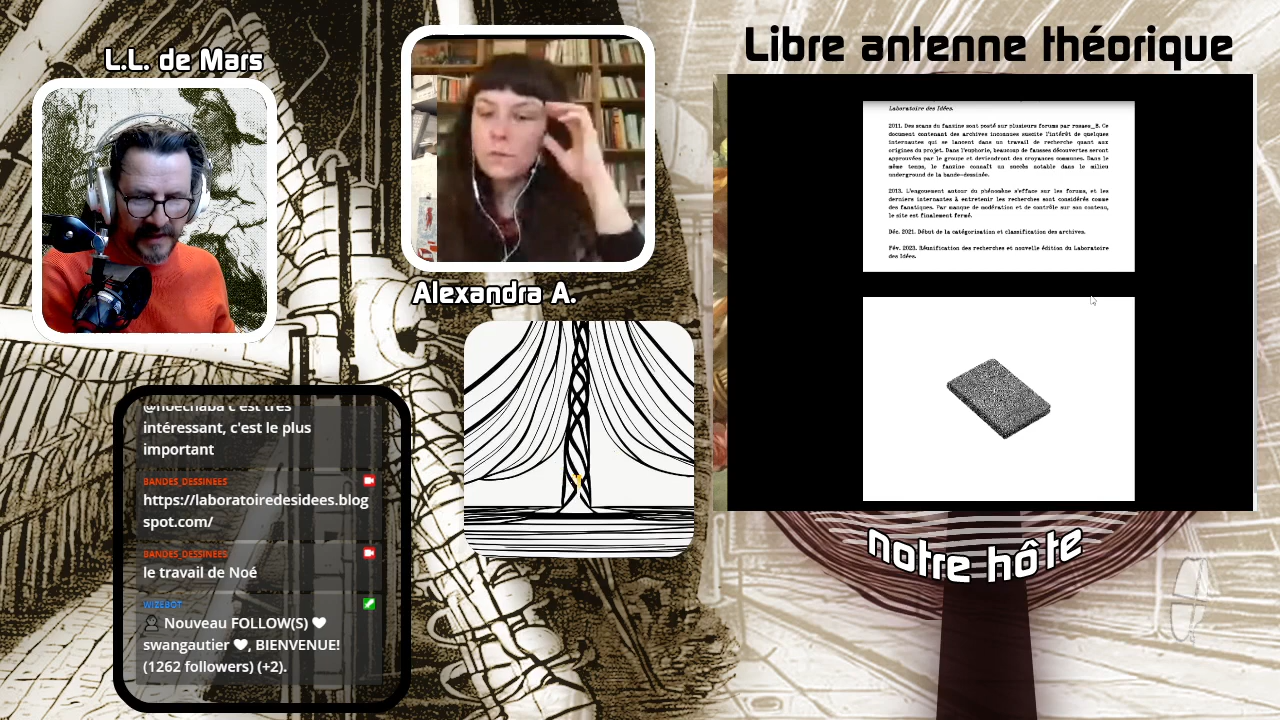 L.L. de Mars
Libre antenne théorique
Alexandra A.
Laboratoire des Idées.
2011. Des scans du fanzine sont posté sur plusieurs forums par rosaes_B. Ce
document contenant des archives inconnues suscite l'intérêt de quelques
internautes qui se lancent dans un travail de recherche quant aux
origines du projet. Dans l'euphorie, beaucoup de fausses découvertes seront
approuvées par le groupe et deviendront des croyances communes. Dans le
même temps, le fanzine connaît un succès notable dans le milieu
underground de la bande-dessinée.
2013. L'engouement autour du phénomène s'efface sur les forums, et les
derniers internautes à entretenir les recherches sont considérés comme
des fanatiques. Par manque de modération et de contrôle sur son contenu,
le site est finalement fermé.
Déc. 2021. Début de la catégorisation et classification des archives.
Fév. 2023. Réunification des recherches et nouvelle édition du Laboratoire
des Idées.
@noechaba c'est très
intéressant, c'est le plus
important
BANDES_DESSINEES
https://laboratoiredesidees.blog
spot.com/
BANDES_DESSINEES
le travail de Noé
WIZEBOT
Nouveau FOLLOW(S) ♥
swangautier ♥, BIENVENUE!
(1262 followers) (+2).
notre hôte